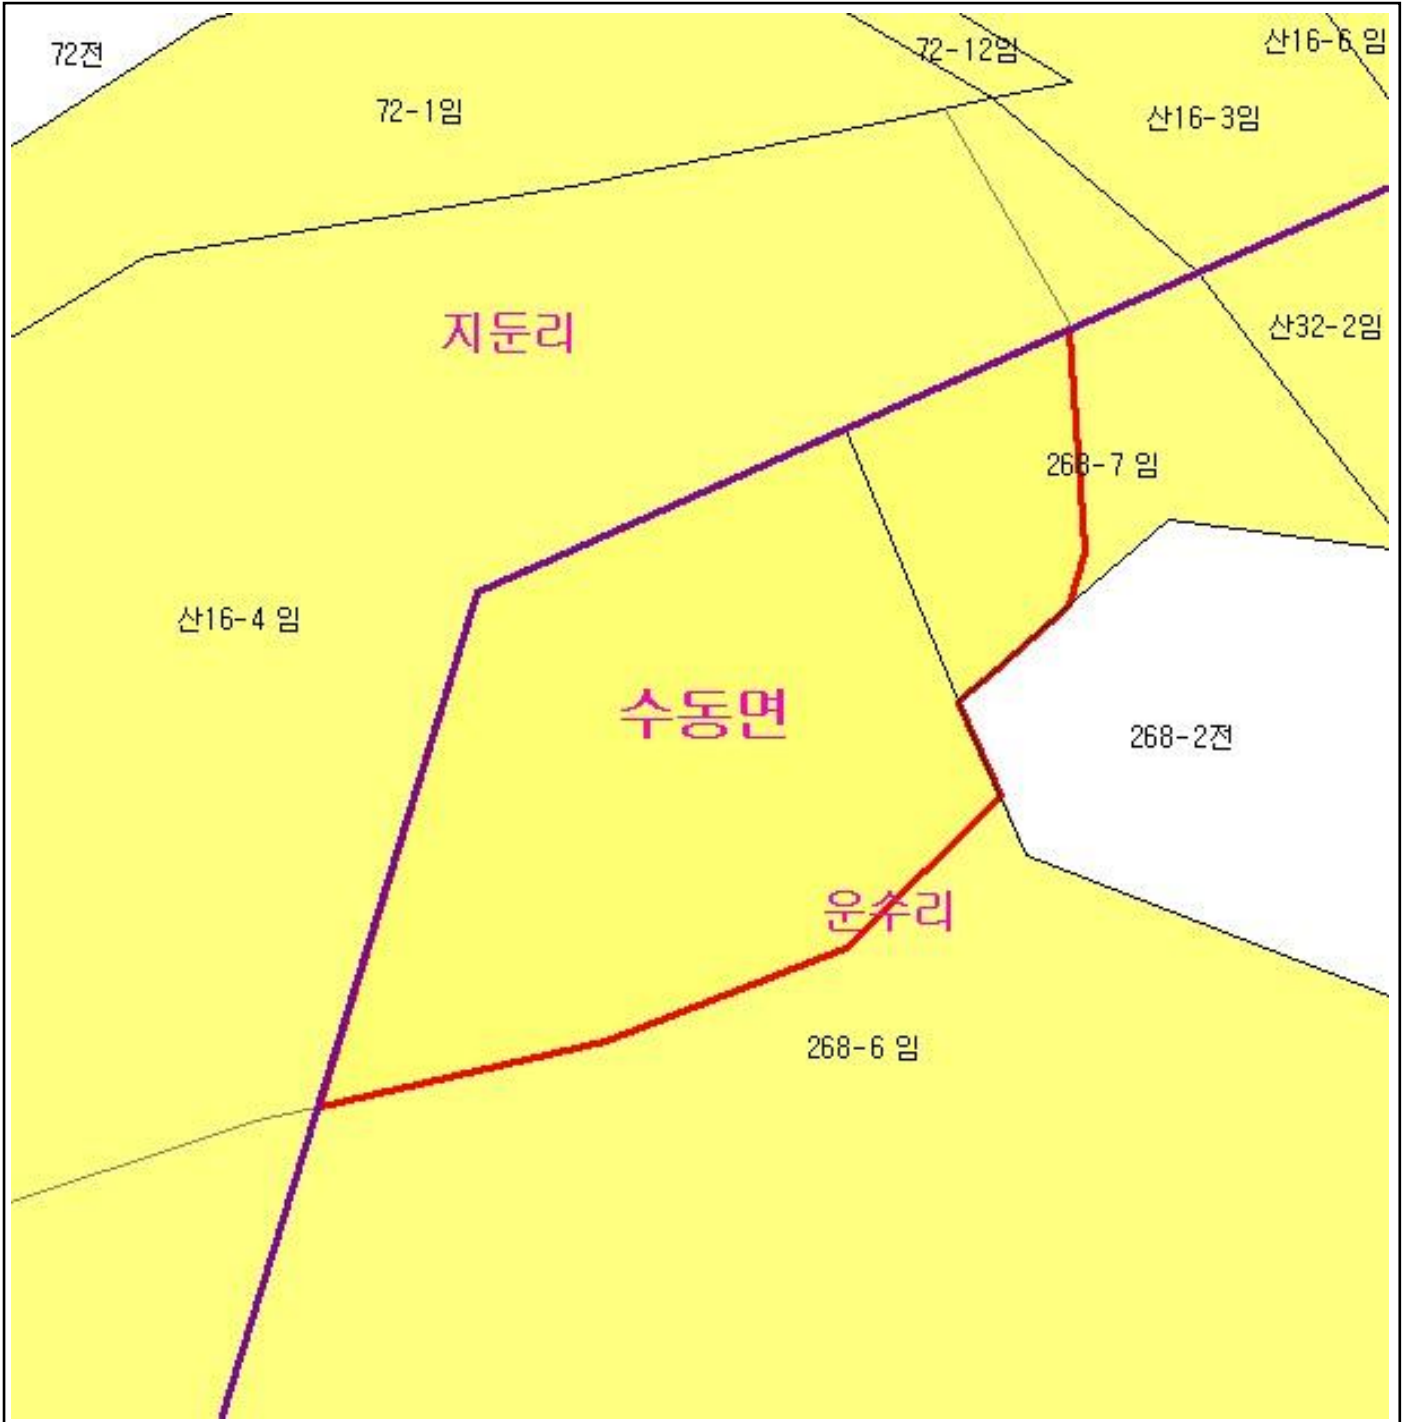 72전
72-12임
산16-6 임
72-1임
산16-3임
지둔리
산32-2임
268-7 임
산16-4 임
수동면
268-2전
운수리
268-6 임